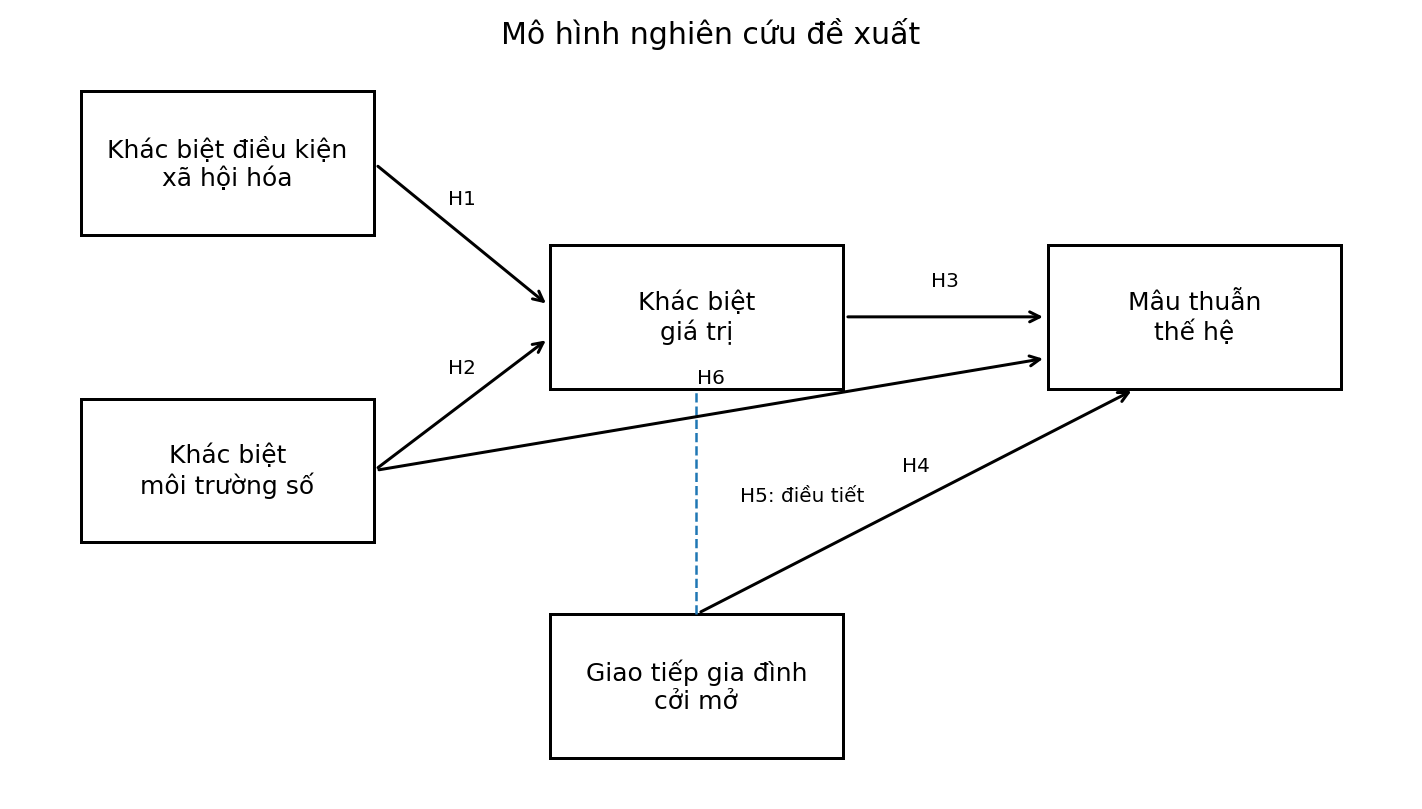 Mô hình nghiên cứu đề xuất
Khác biệt điều kiện
xã hội hóa
H1
Khác biệt
giá trị
H3
Mâu thuẫn
thế hệ
H2
H6
Khác biệt
môi trường số
H4
H5: điều tiết
Giao tiếp gia đình
cởi mở